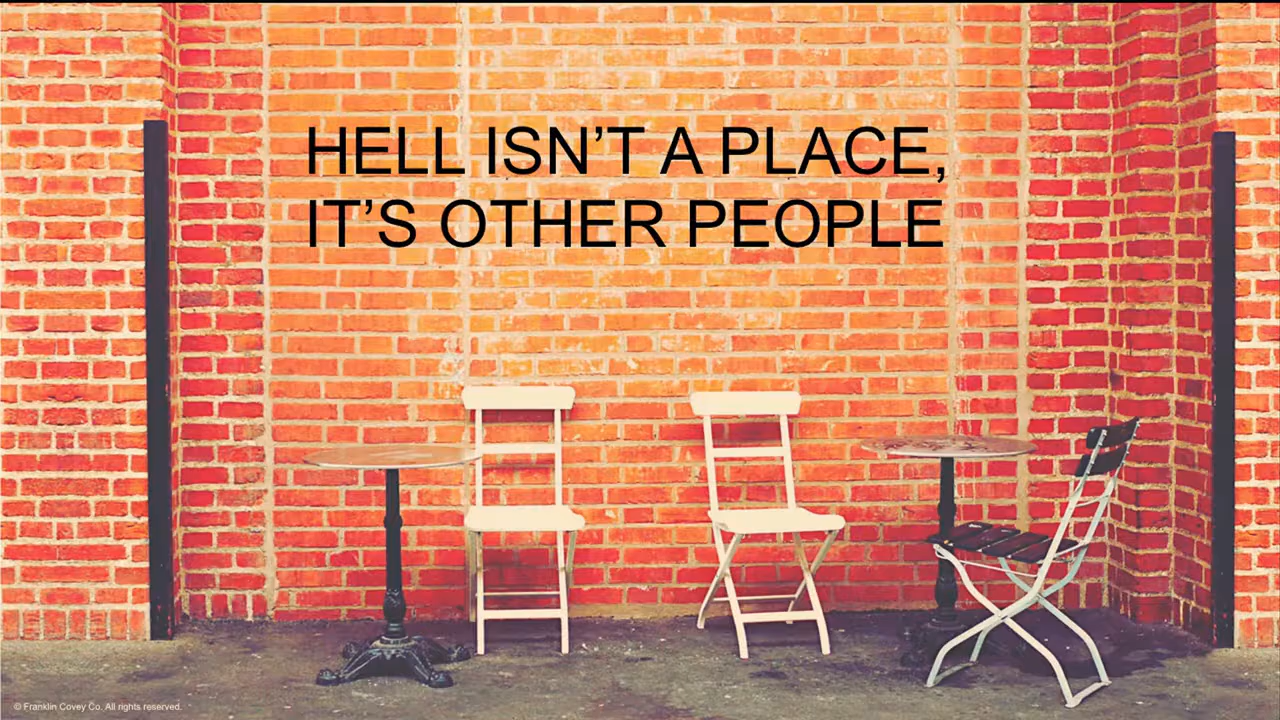 HELL ISN’T A PLACE,
IT’S OTHER PEOPLE
© Franklin Covey Co. All rights reserved.